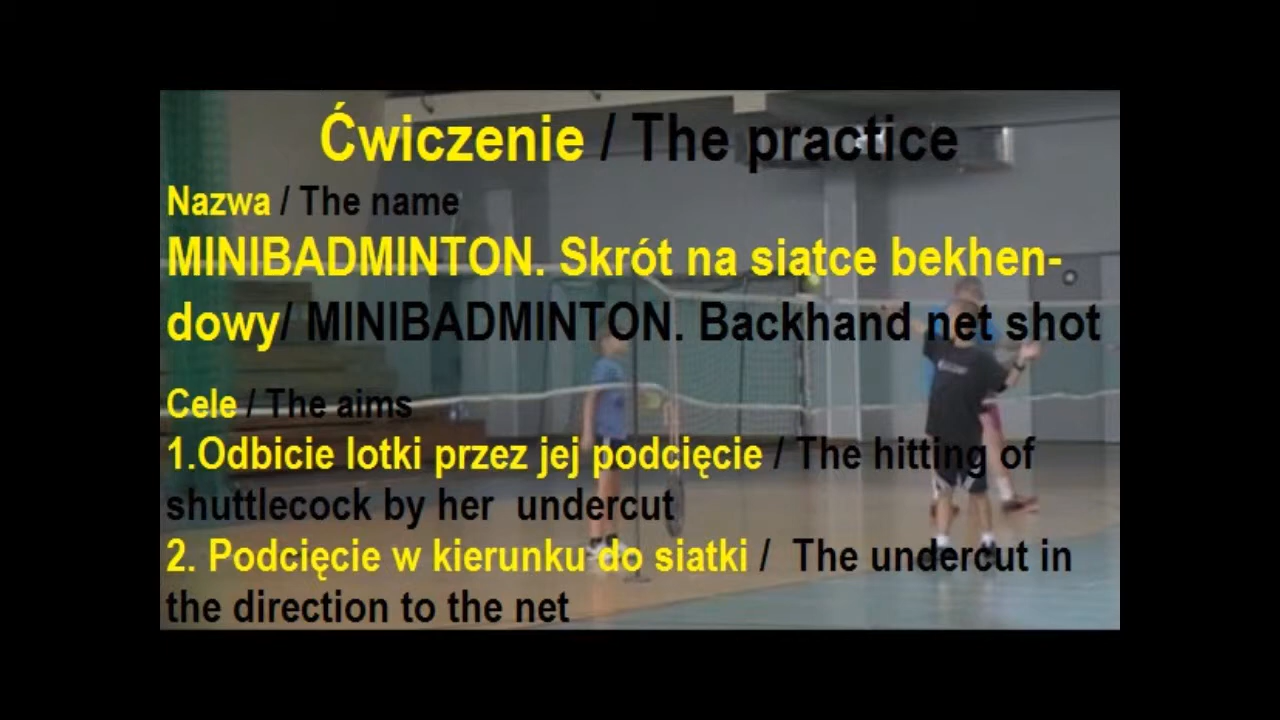 Ćwiczenie / The practice
Nazwa / The name
MINIBADMINTON. Skrót na siatce bekhen-
dowy/ MINIBADMINTON. Backhand net shot
Cele / The aims
1.Odbicie lotki przez jej podcięcie / The hitting of
shuttlecock by her  undercut
2. Podcięcie w kierunku do siatki /  The undercut in
the direction to the net